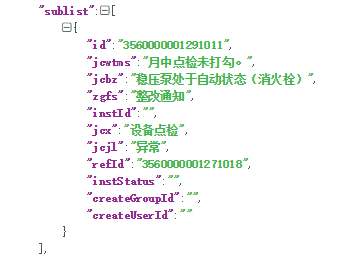 "sublist":[
{
"id":"3560000001291011",
"jcwtms":"月中点检未打勾。",
"jcbz":"稳压泵处于自动状态（消火栓）",
"zgfs":"整改通知",
"instId":"",
"jcx":"设备点检",
"jcjl":"异常",
"refId":"3560000001271018",
"instStatus":"",
"createGroupId":"",
"createUserId":""
}
],